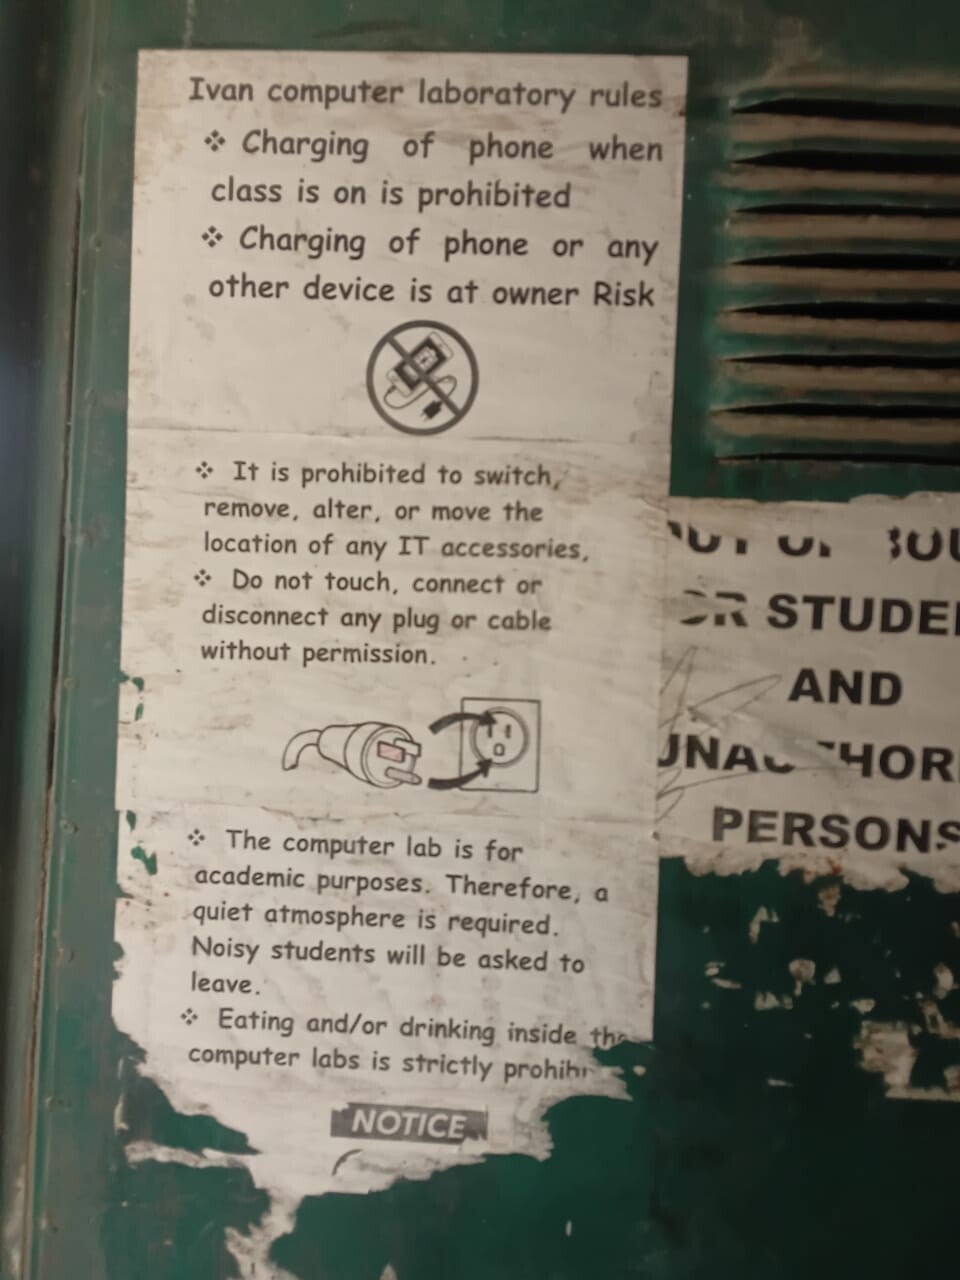 Ivan computer laboratory rules
❖ Charging of phone when
class is on is prohibited
❖ Charging of phone or any
other device is at owner Risk
❖ It is prohibited to switch,
remove, alter, or move the
location of any IT accessories,
❖ Do not touch, connect or
disconnect any plug or cable
without permission.
❖ The computer lab is for
academic purposes. Therefore, a
quiet atmosphere is required.
Noisy students will be asked to
leave.
❖ Eating and/or drinking inside the
computer labs is strictly
NOTICE
AND
PERSONS